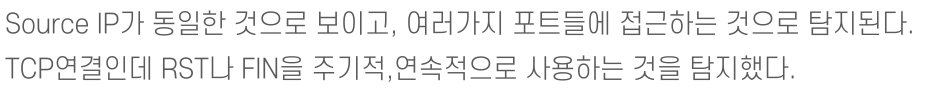 Source IP가 동일한 것으로 보이고, 여러가지 포트들에 접근하는 것으로 탐지된다.
TCP연결인데 RST나 FIN을 주기적,연속적으로 사용하는 것을 탐지했다.